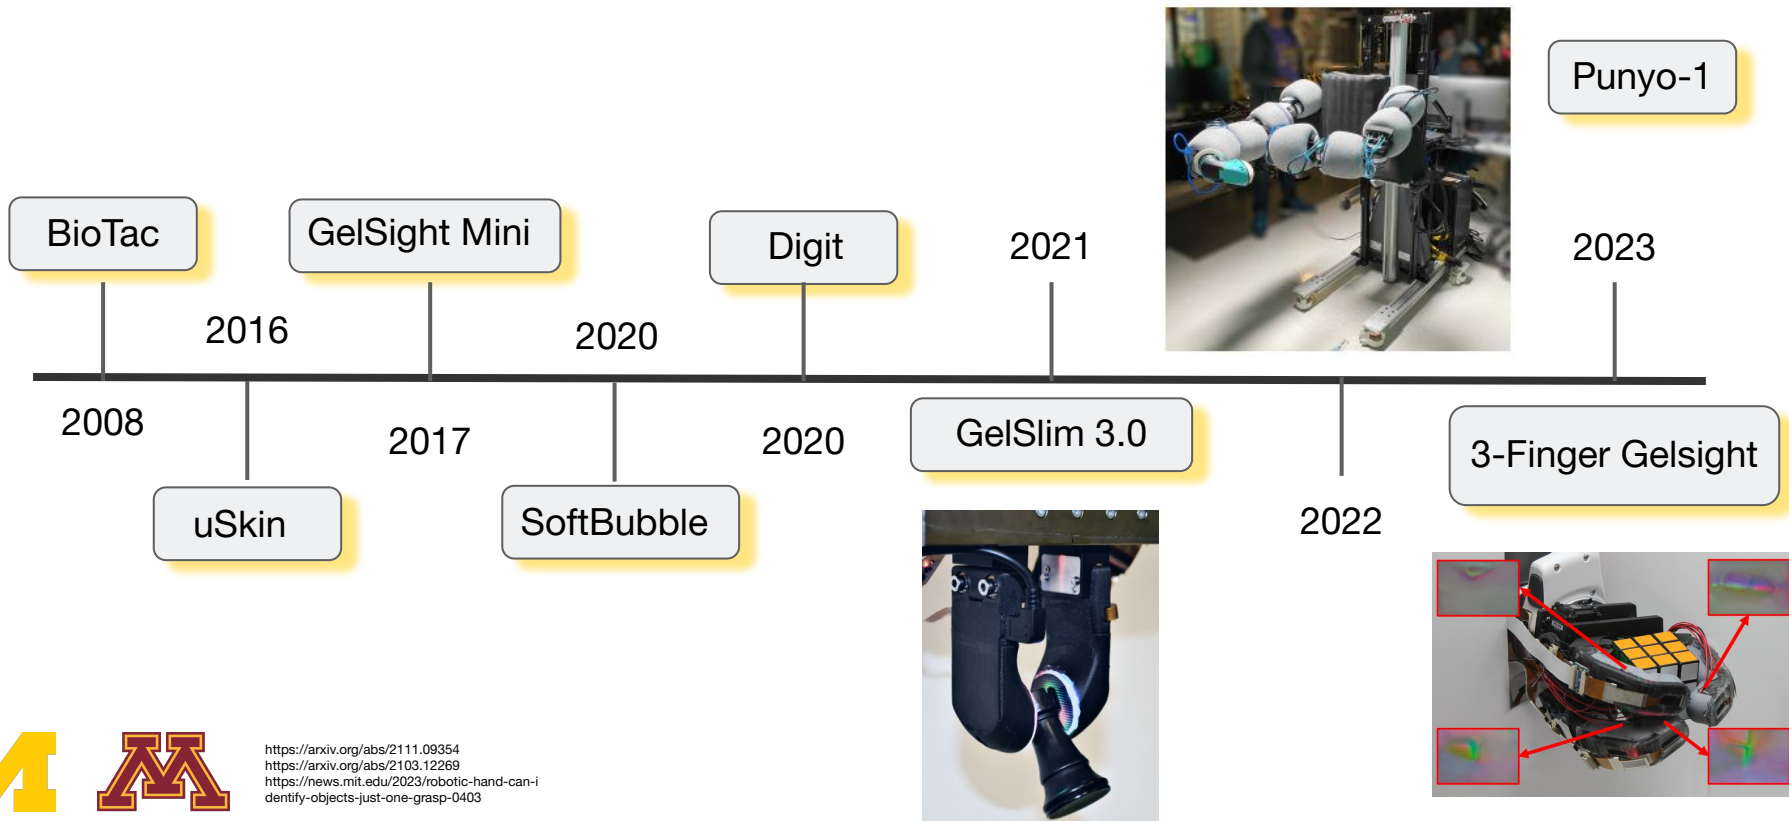 Punyo-1
BioTac
GelSight Mini
Digit
2021
2023
2016
2020
2008
2017
2020
GelSlim 3.0
3-Finger Gelsight
uSkin
SoftBubble
2022
M
https://arxiv.org/abs/2111.09354
https://arxiv.org/abs/2103.12269
https://news.mit.edu/2023/robotic-hand-can-i
dentify-objects-just-one-grasp-0403